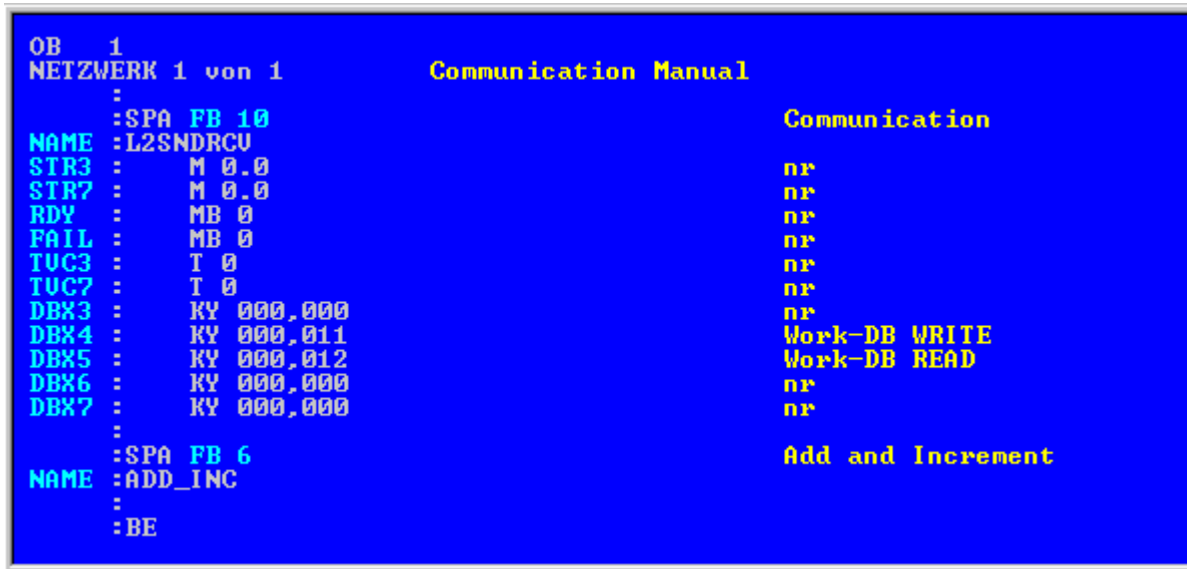 OB   1
NETZWERK 1 von 1          Communication Manual
:
:SPA FB 10          Communication
NAME :L2SNDRCV
STR3 :     M 0.0          nr
STR7 :     M 0.0          nr
RDY  :     MB 0          nr
FAIL :     MB 0          nr
TVC3 :     T 0          nr
TVC7 :     T 0          nr
DBX3 :     KY 000,000          nr
DBX4 :     KY 000,011          Work-DB WRITE
DBX5 :     KY 000,012          Work-DB READ
DBX6 :     KY 000,000          nr
DBX7 :     KY 000,000          nr
:
:SPA FB 6          Add and Increment
NAME :ADD_INC
:
:BE